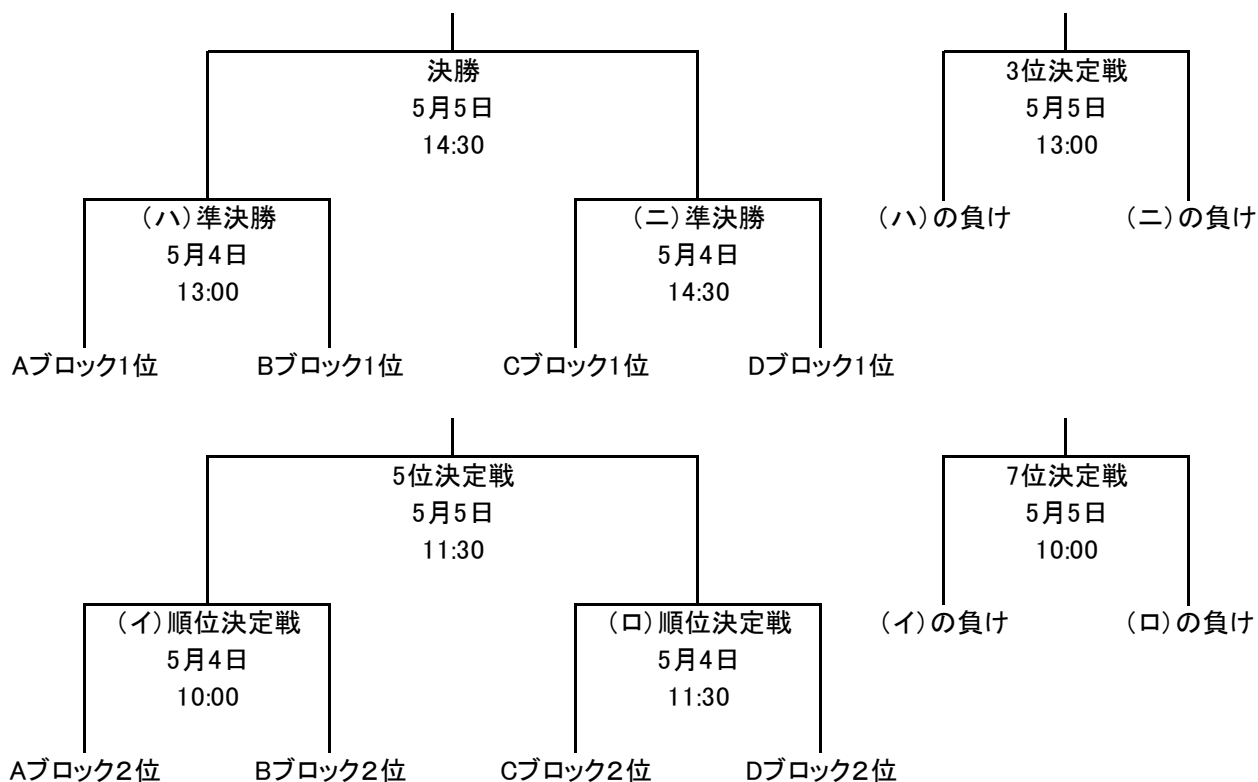 決勝
5月5日
14:30
3位決定戦
5月5日
13:00
（ハ）準決勝
5月4日
13:00
（ニ）準決勝
5月4日
14:30
（ハ）の負け
（ニ）の負け
Aブロック1位
Bブロック1位
Cブロック1位
Dブロック1位
5位決定戦
5月5日
11:30
7位決定戦
5月5日
10:00
（イ）順位決定戦
5月4日
10:00
（ロ）順位決定戦
5月4日
11:30
（イ）の負け
（ロ）の負け
Aブロック２位
Bブロック２位
Cブロック２位
Dブロック２位